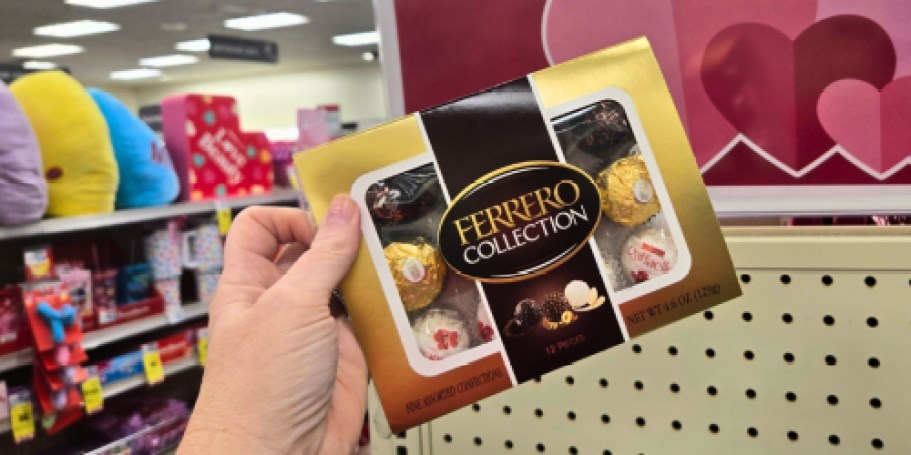 FERRERO
COLLECTION
12 PIECES
FINE ASSORTED CONFECTIONS
NET WT 4.6 OZ (129g)